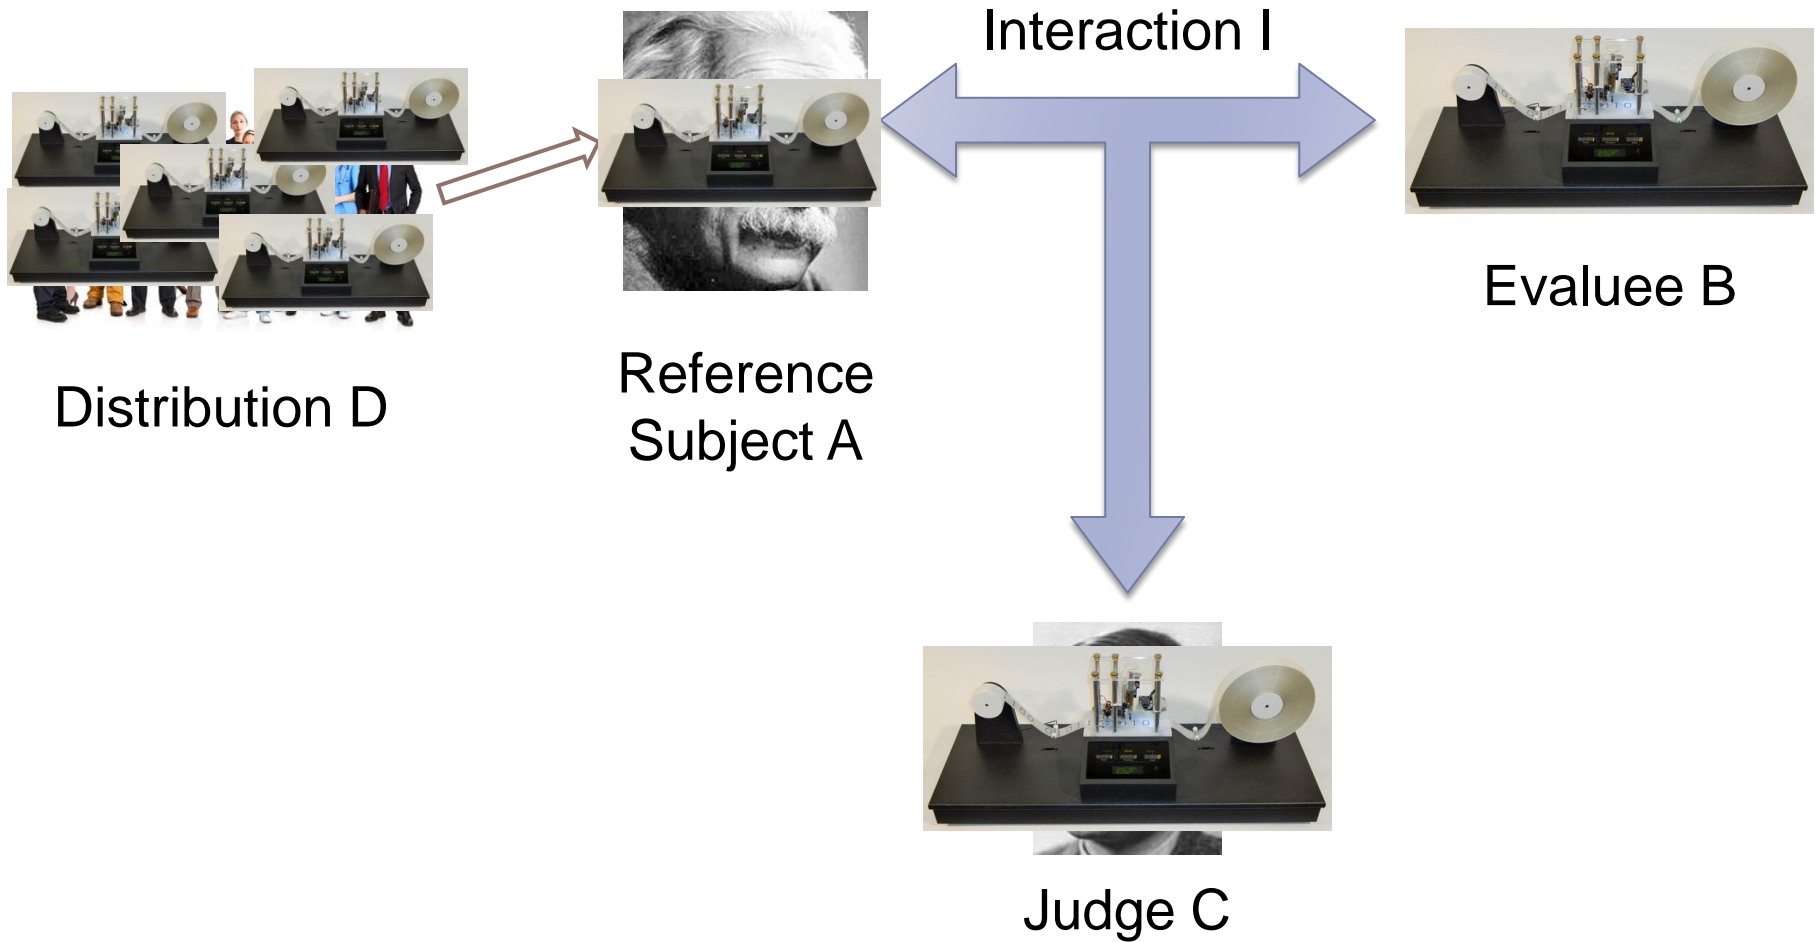 Interaction I
Evaluee B
Reference
Subject A
Distribution D
Judge C